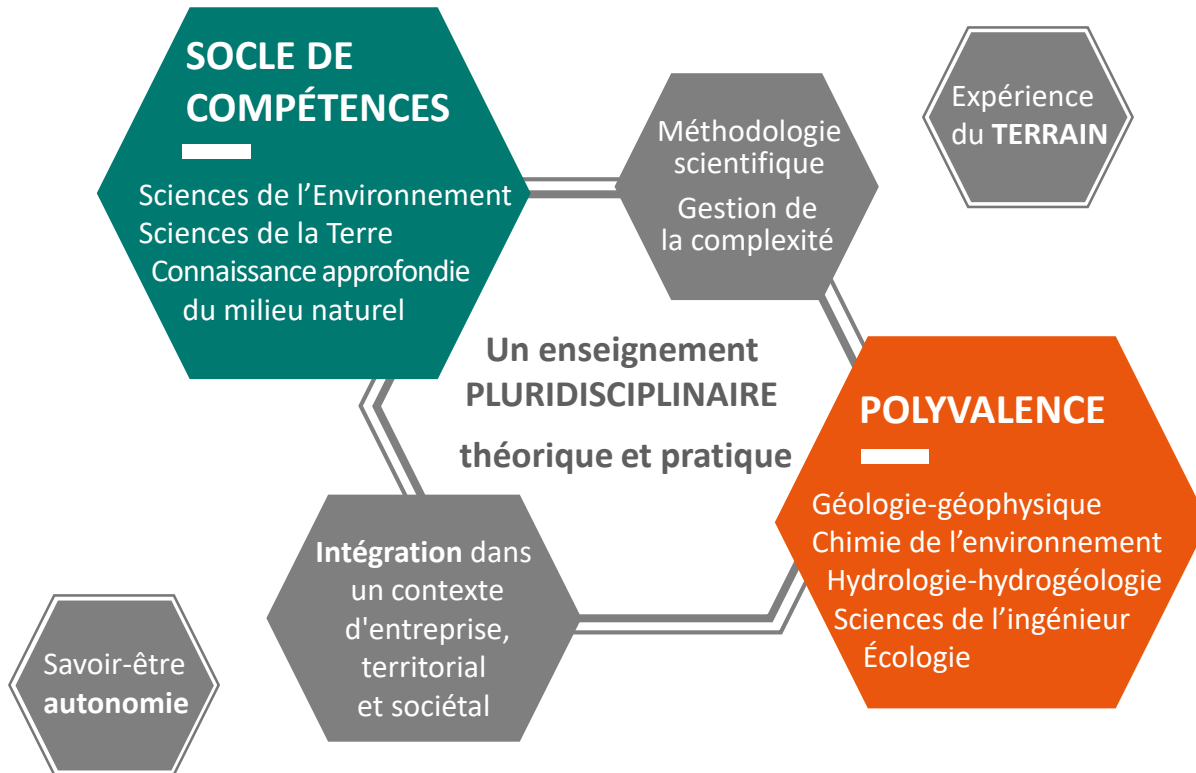 SOCLE DE
COMPÉTENCES
Sciences de l’Environnement
Sciences de la Terre
Connaissance approfondie
du milieu naturel
Méthodologie
scientifique
Gestion de
la complexité
Expérience
du TERRAIN
Un enseignement
PLURIDISCIPLINAIRE
théorique et pratique
POLYVALENCE
Géologie-géophysique
Chimie de l’environnement
Hydrologie-hydrogéologie
Sciences de l’ingénieur
Écologie
Intégration dans
un contexte
d'entreprise,
territorial
et sociétal
Savoir-être
autonomie